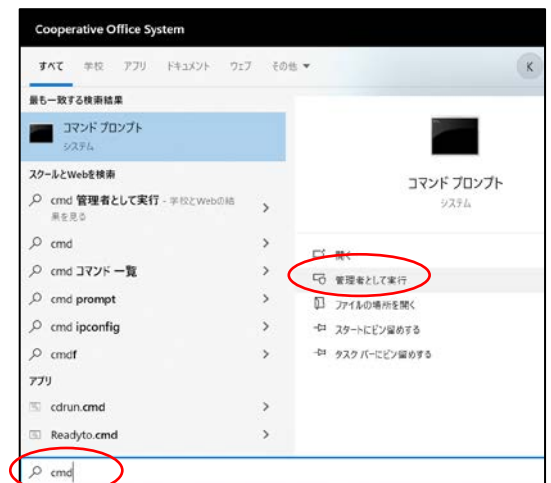 Cooperative Office System
すべて 学校 アプリ ドキュメント ウェブ その他 ▼ K
最も一致する検索結果
コマンド プロンプト
システム
スクールとWebを検索
cmd 管理者として実行 - 学校とWebの結
果を見る
cmd
cmd コマンド 一覧
cmd prompt
cmd ipconfig
cmdf
アプリ
cdrun.cmd
Readyto.cmd
cmd
コマンド プロンプト
システム
開く
管理者として実行
ファイルの場所を開く
スタートにピン留めする
タスク バーにピン留めする